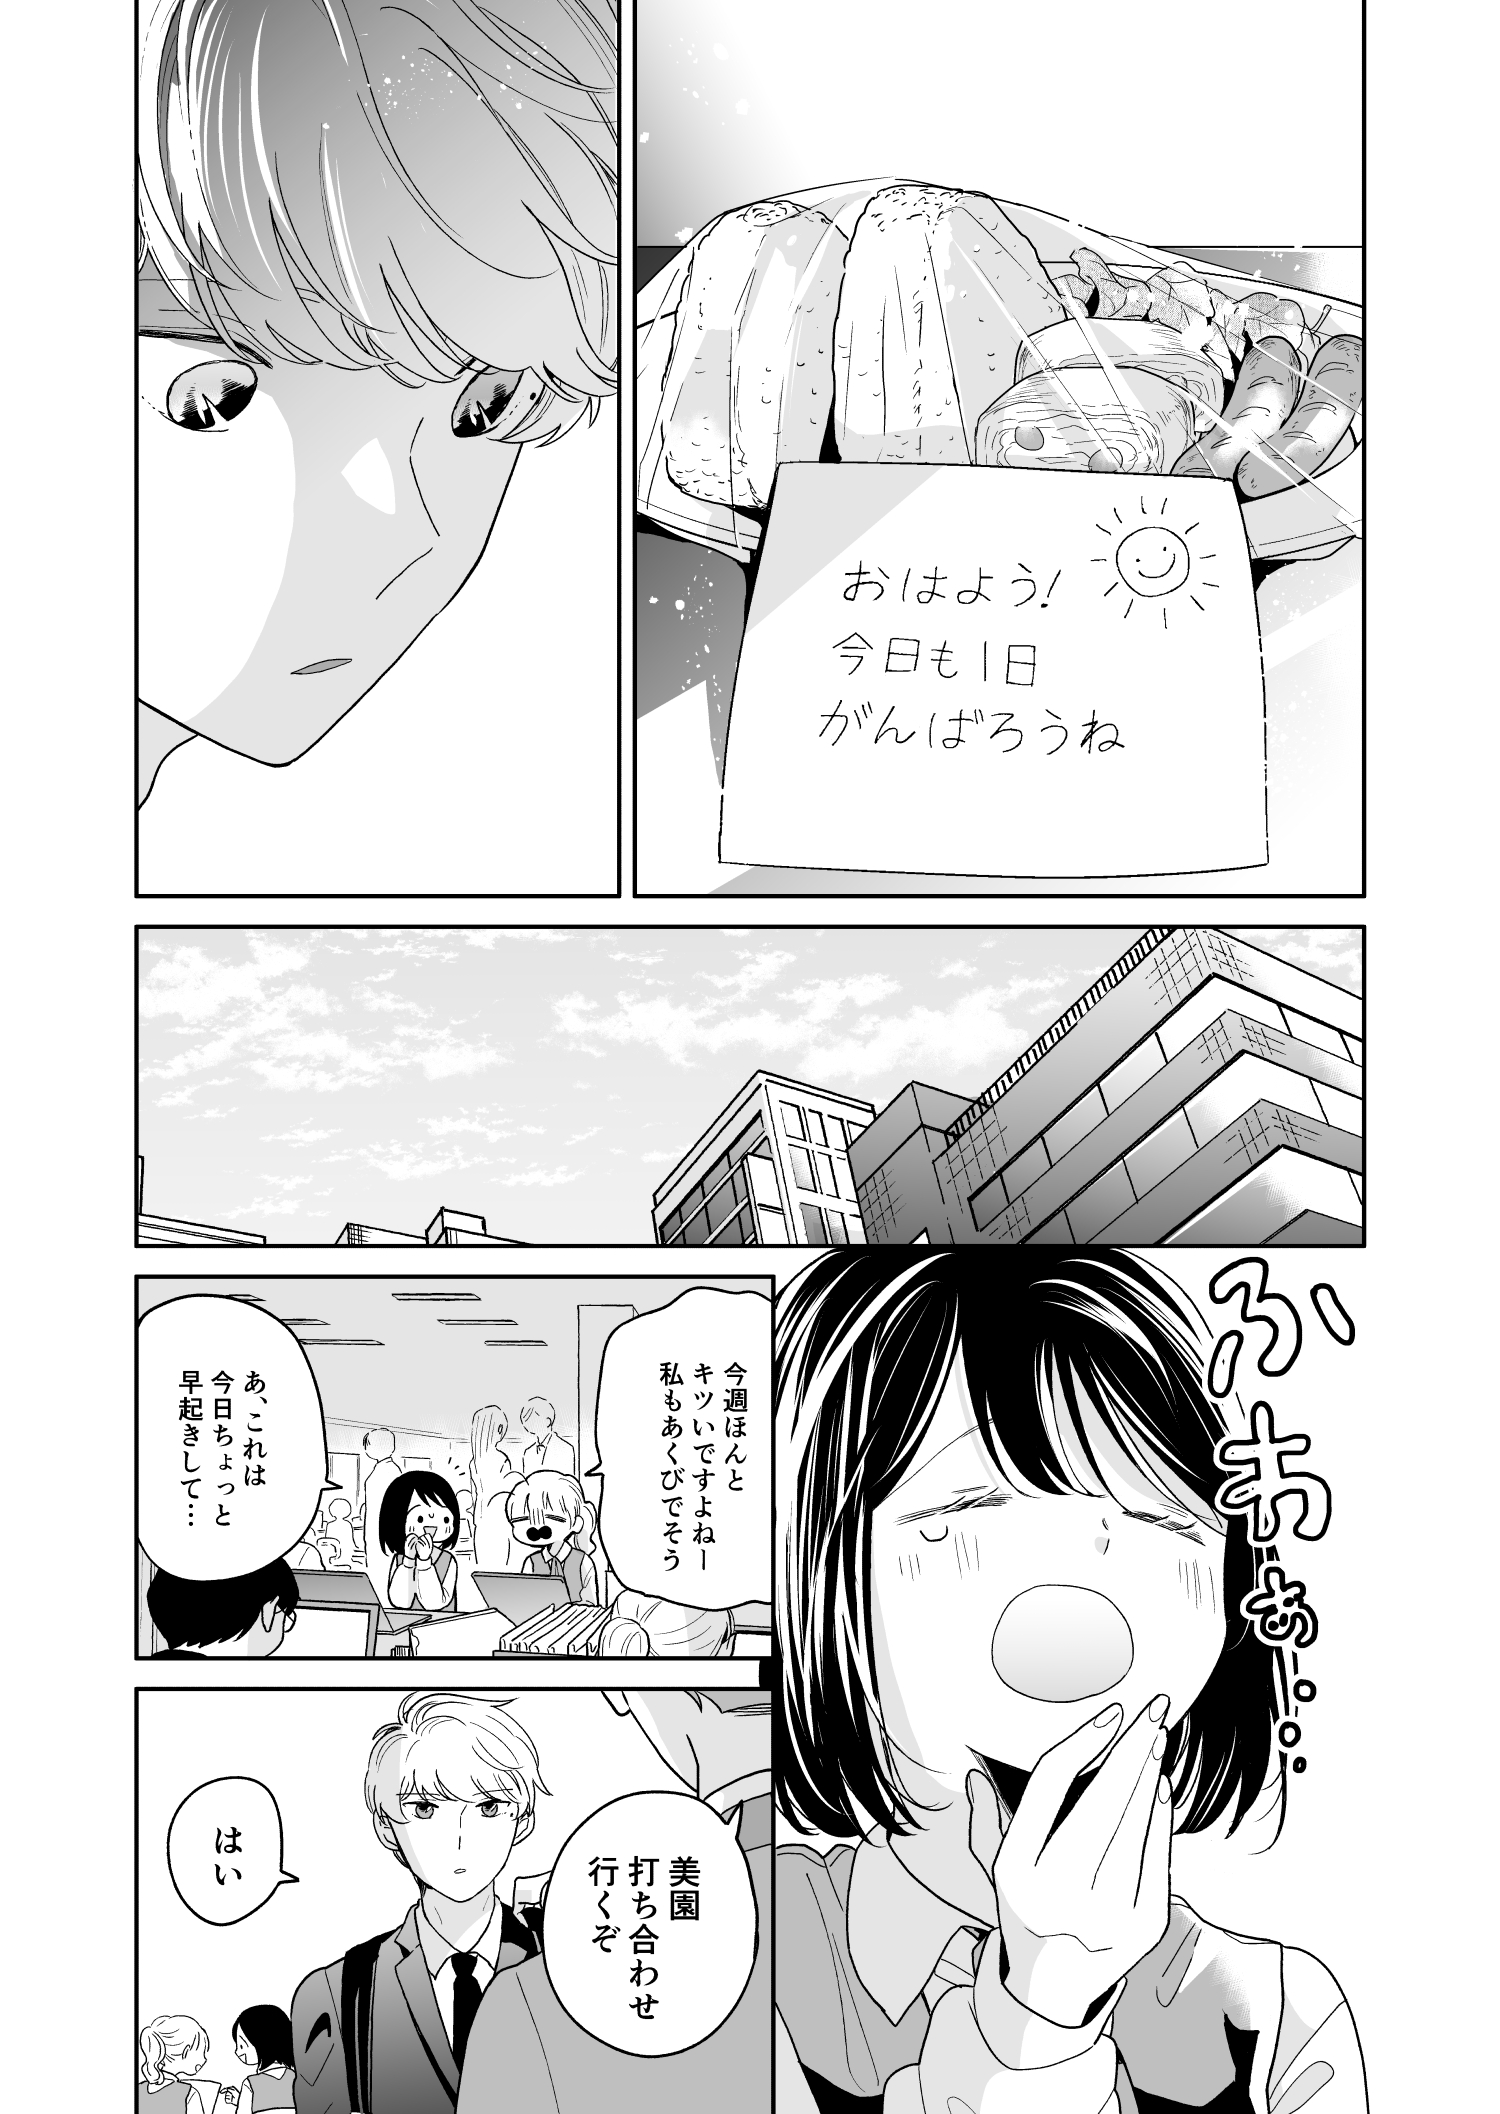 おはよう!
今日も1日
がんばろうね
ふわぁ…
今週ほんと
キツいですよねー
私もあくびでそう
あ、これは
今日ちょっと
早起きして…
美園
打ち合わせ
行くぞ
はい